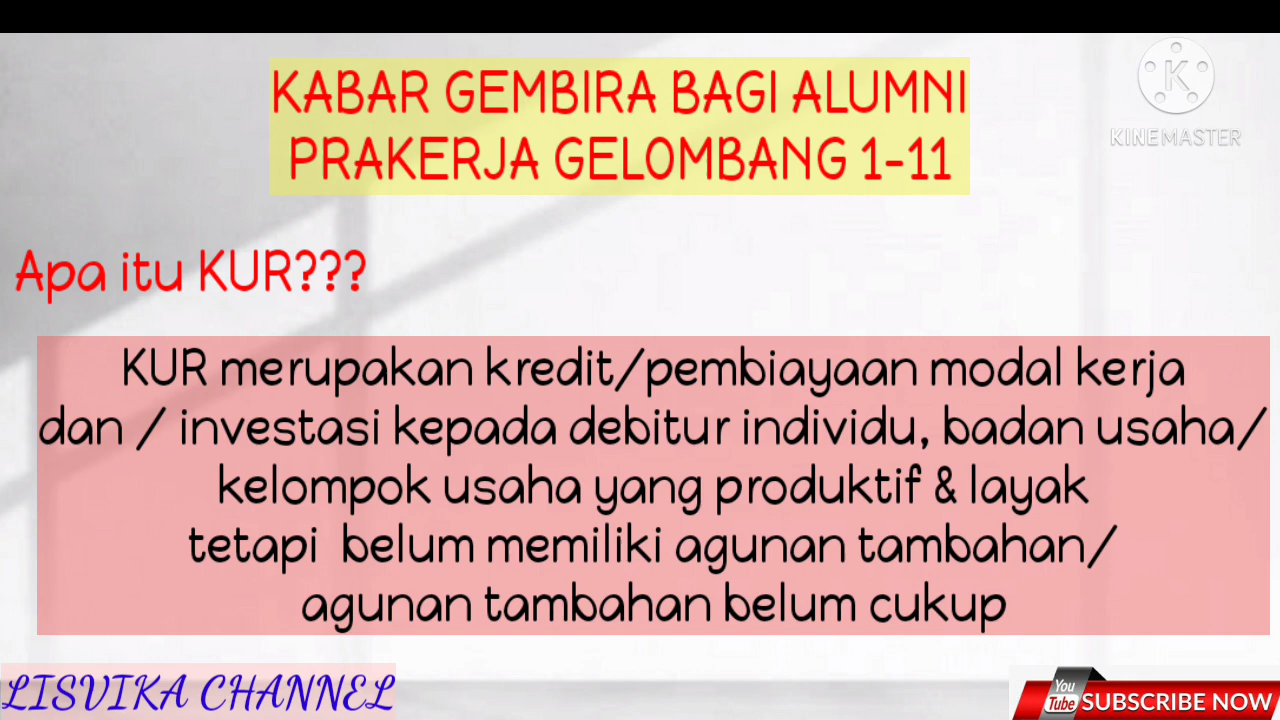 KABAR GEMBIRA BAGI ALUMNI
PRAKERJA GELOMBANG 1-11
K
KINEMASTER
Apa itu KUR???
KUR merupakan kredit/pembiayaan modal kerja
dan / investasi kepada debitur individu, badan usaha/
kelompok usaha yang produktif & layak
tetapi belum memiliki agunan tambahan/
agunan tambahan belum cukup
LISVIKA CHANNEL
You
Tube
SUBSCRIBE NOW